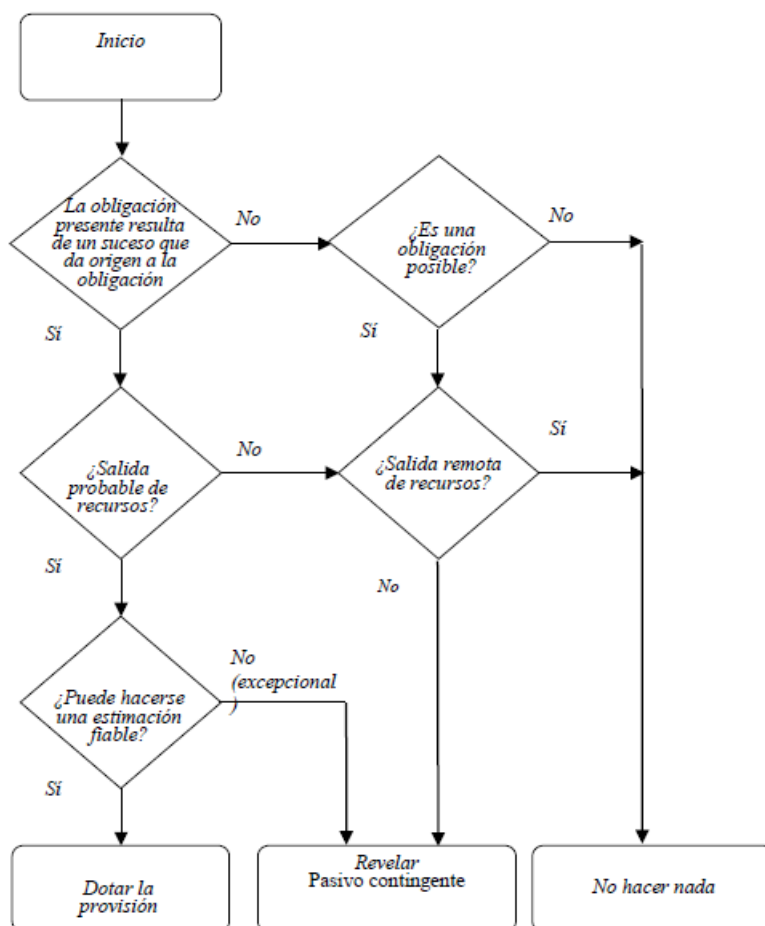 Inicio
La obligación
presente resulta
de un suceso que
da origen a la
obligación
No
¿Es una
obligación
posible?
No
Sí
Sí
¿Salida
probable de
recursos?
No
¿Salida remota
de recursos?
Sí
Sí
No
¿Puede hacerse
una estimación
fiable?
No
(excepcional
)
Sí
Dotar la
provisión
Revelar
Pasivo contingente
No hacer nada